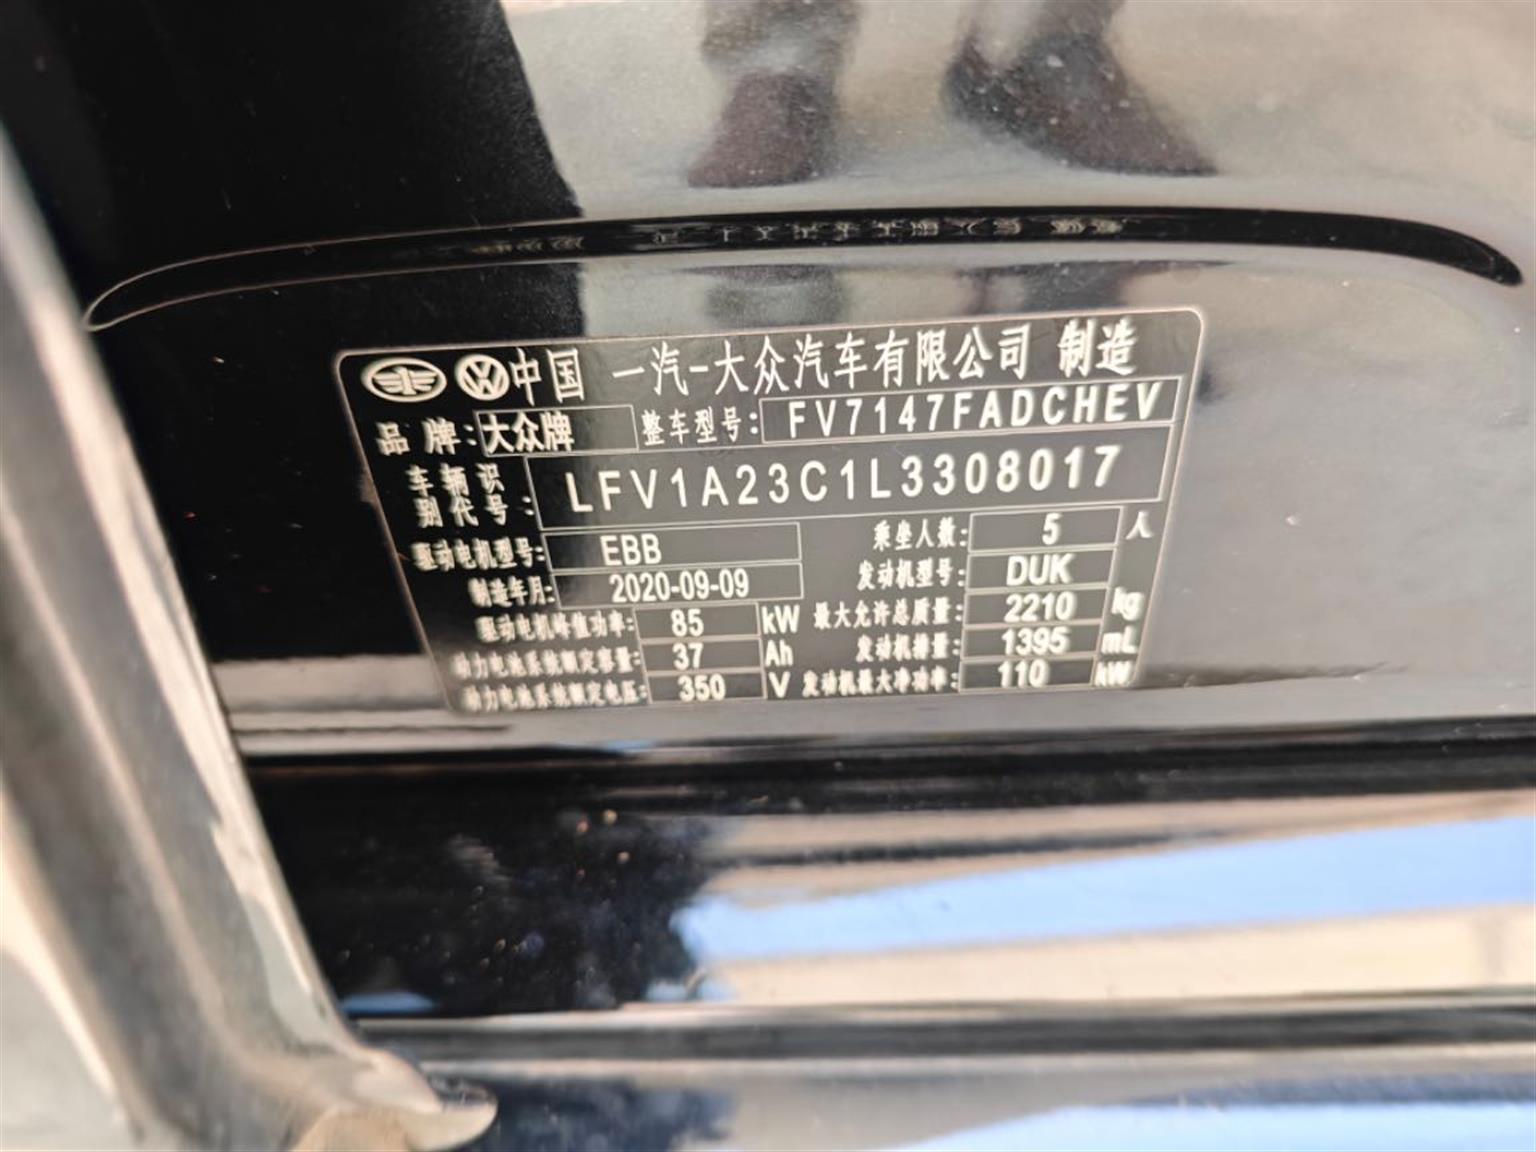 中国 一汽-大众汽车有限公司 制造
品牌: 大众牌 整车型号: FV7147FADCHEV
车辆识别代号: LFV1A23C1L3308017
驱动电机型号: EBB 乘坐人数: 5 人
制造年月: 2020-09-09 发动机型号: DUK
驱动电机峰值功率: 85 kW 最大允许总质量: 2210 kg
动力电池系统额定容量: 37 Ah 发动机排量: 1395 mL
动力电池系统额定电压: 350 V 发动机最大净功率: 110 kW